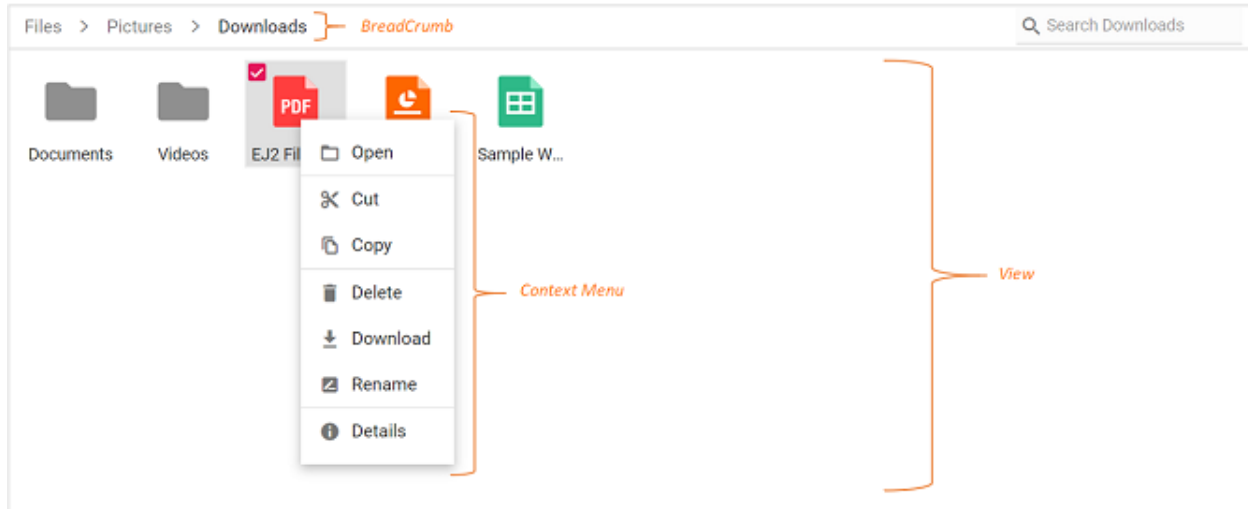 Files > Pictures > Downloads BreadCrumb Search Downloads
PDF
Documents Videos EJ2 Fil Sample W...
Open
Cut
Copy
Delete
Context Menu
View
Download
Rename
Details